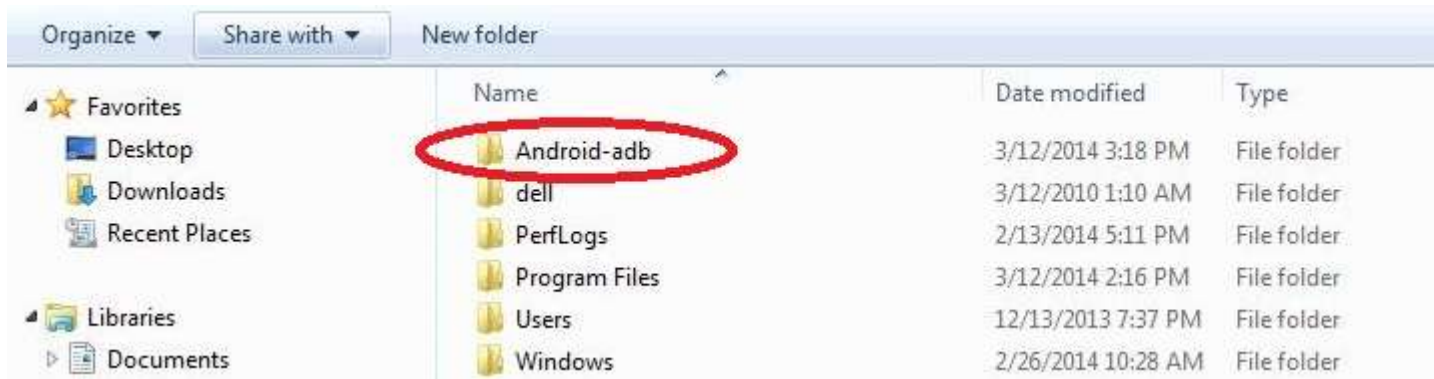 Organize Share with New folder
Favorites
Desktop
Downloads
Recent Places
Libraries
Documents
Name Date modified Type
Android-adb 3/12/2014 3:18 PM File folder
dell 3/12/2010 1:10 AM File folder
PerfLogs 2/13/2014 5:11 PM File folder
Program Files 3/12/2014 2:16 PM File folder
Users 12/13/2013 7:37 PM File folder
Windows 2/26/2014 10:28 AM File folder